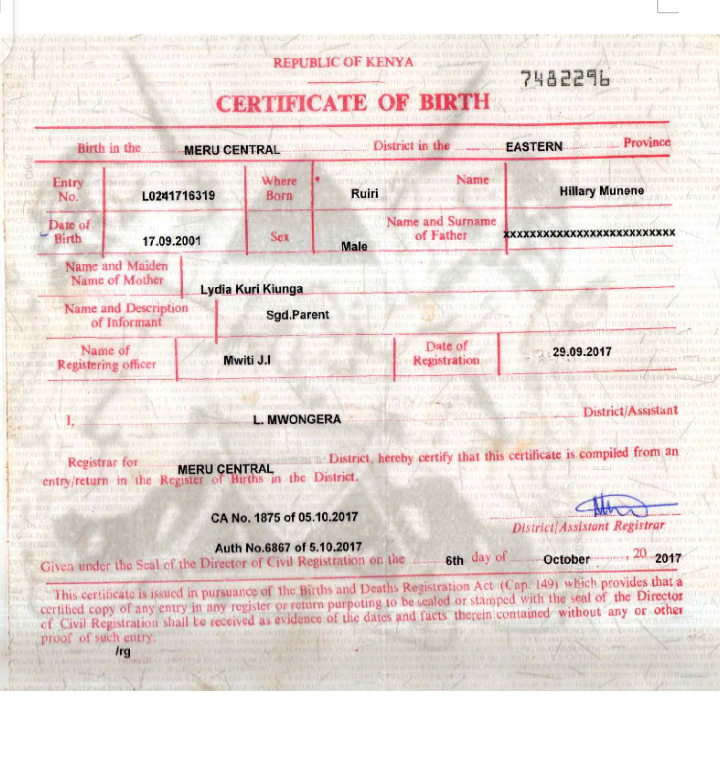 REPUBLIC OF KENYA
7482296
CERTIFICATE OF BIRTH
Birth in the MERU CENTRAL District in the EASTERN Province
Entry No. L0241716319 Where Born Ruiri Name Hillary Munene
Date of Birth 17.09.2001 Sex Male Name and Surname of Father xxxxxxxxxxxxxxxxxxxxxxxxxx
Name and Maiden Name of Mother Lydia Kuri Kiunga
Name and Description of Informant Sgd.Parent
Name of Registering officer Mwiti J.I Date of Registration 29.09.2017
I, L. MWONGERA District/Assistant
Registrar for MERU CENTRAL District, hereby certify that this certificate is compiled from an
entry/return in the Register of Births in the District.
CA No. 1875 of 05.10.2017
District/Assistant Registrar
Auth No.6867 of 5.10.2017
Given under the Seal of the Director of Civil Registration on the 6th day of October , 20 2017
This certificate is issued in pursuance of the Births and Deaths Registration Act (Cap. 149) which provides that a
certified copy of any entry in any register or return purpoting to be sealed or stamped with the seal of the Director
of Civil Registration shall be received as evidence of the dates and facts therein contained without any or other
proof of such entry.
/rg